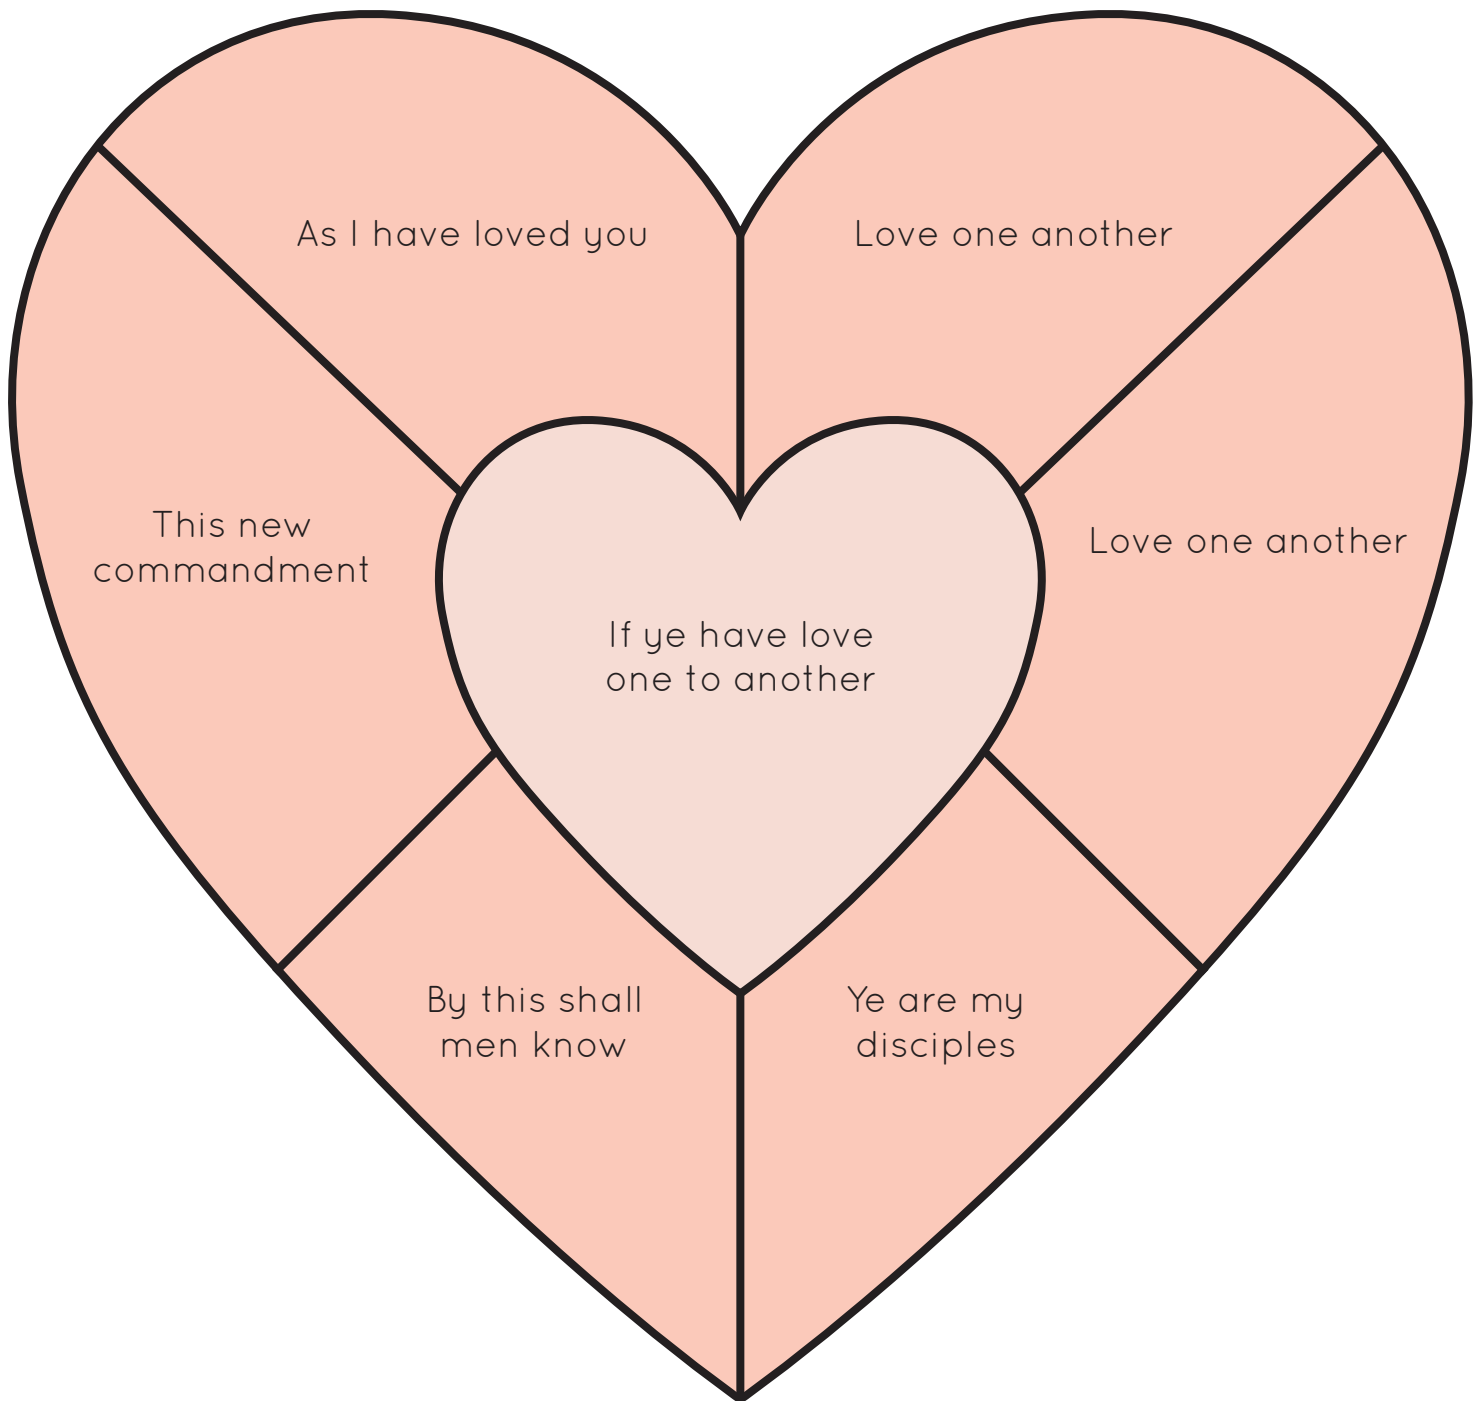 As I have loved you
Love one another
This new
commandment
Love one another
If ye have love
one to another
By this shall
men know
Ye are my
disciples